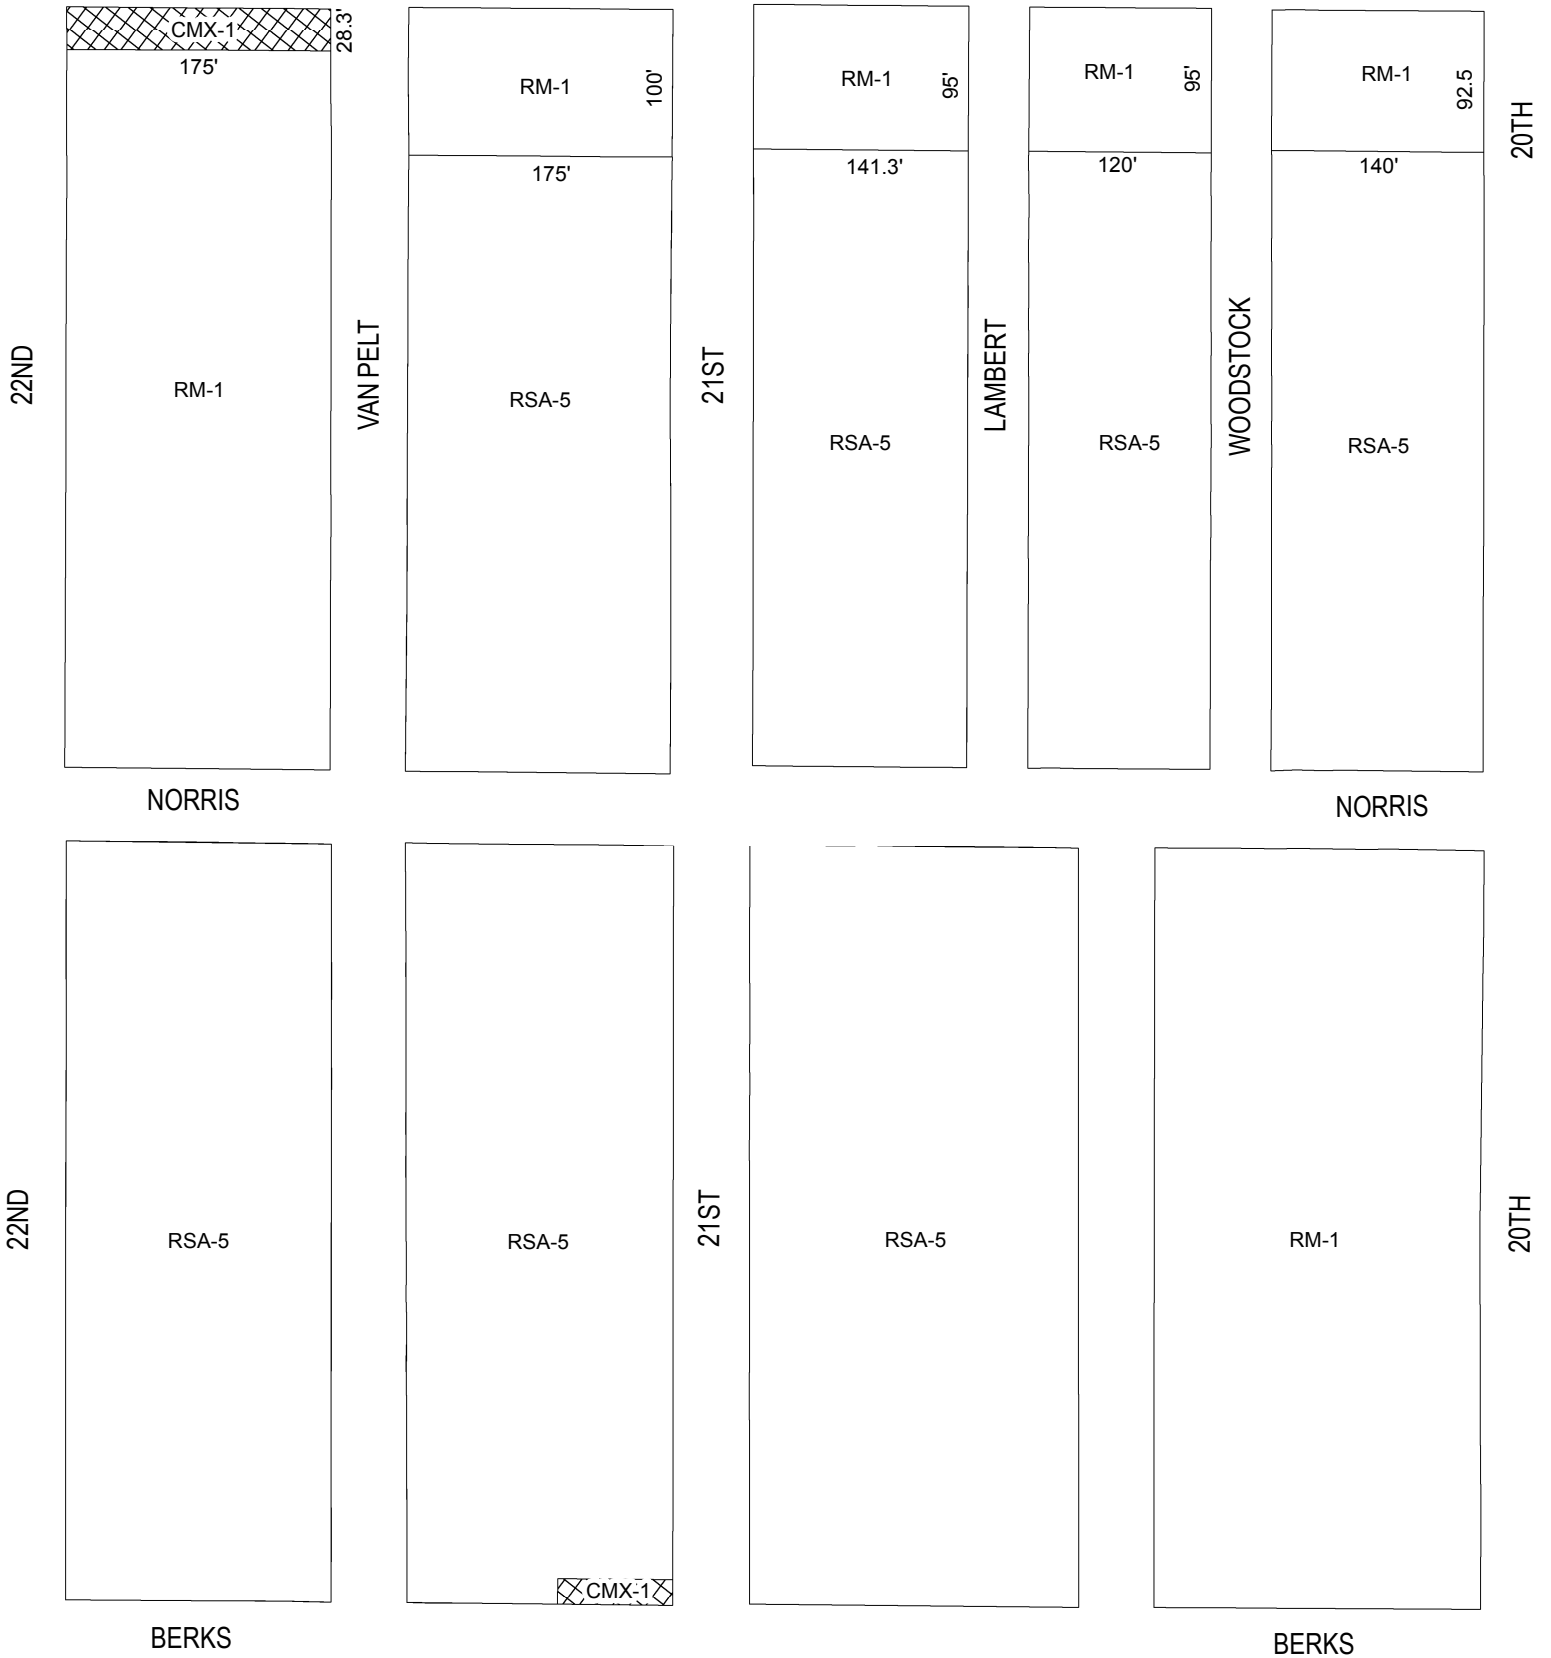 CMX-1
28.3'
175'
RM-1
100'
RM-1
95'
RM-1
95'
RM-1
92.5
20TH
175'
141.3'
120'
140'
22ND
RM-1
VAN PELT
RSA-5
21ST
RSA-5
LAMBERT
RSA-5
WOODSTOCK
RSA-5
NORRIS
NORRIS
22ND
RSA-5
RSA-5
21ST
RSA-5
RM-1
20TH
CMX-1
BERKS
BERKS